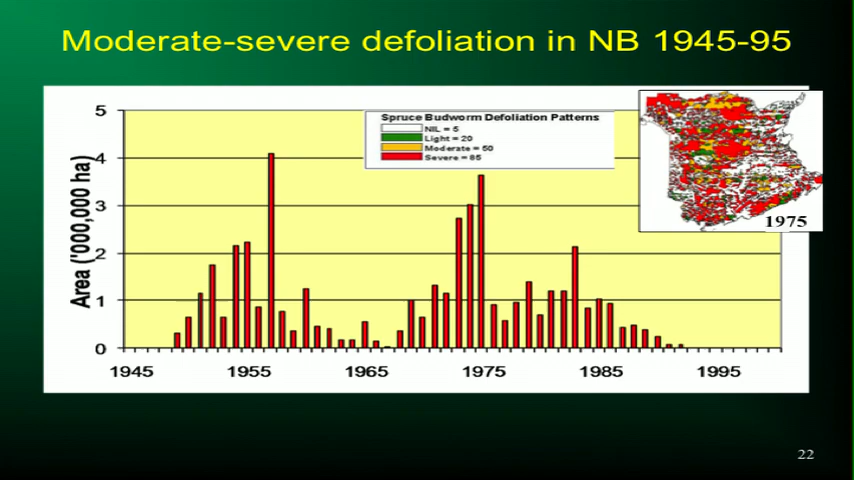 Moderate-severe defoliation in NB 1945-95
5
4
3
2
1
0
Area ('000,000 ha)
Spruce Budworm Defoliation Patterns
NIL = 5
Light = 20
Moderate = 50
Severe = 85
1975
1945 1955 1965 1975 1985 1995
22